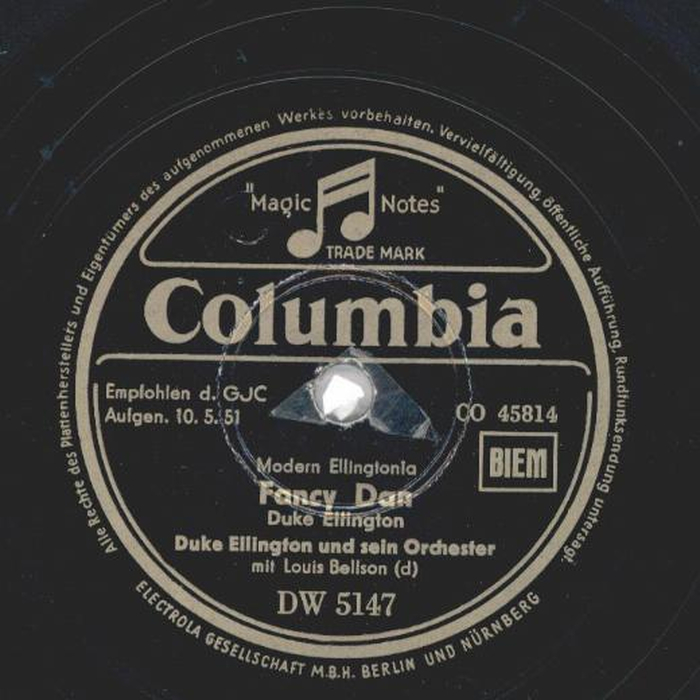 Alle Rechte des Plattenherstellers und Eigentümers des aufgenommenen Werkes vorbehalten. Vervielfältigung, öffentliche Aufführung, Rundfunksendung untersagt.
"Magic Notes"
TRADE MARK
Columbia
Empfohlen d. GJC
Aufgen. 10. 5. 51
CO 45814
BIEM
Modern Ellingtonia
Fancy Dan
Duke Ellington
Duke Ellington und sein Orchester
mit Louis Bellson (d)
DW 5147
ELECTROLA GESELLSCHAFT M.B.H. BERLIN UND NÜRNBERG